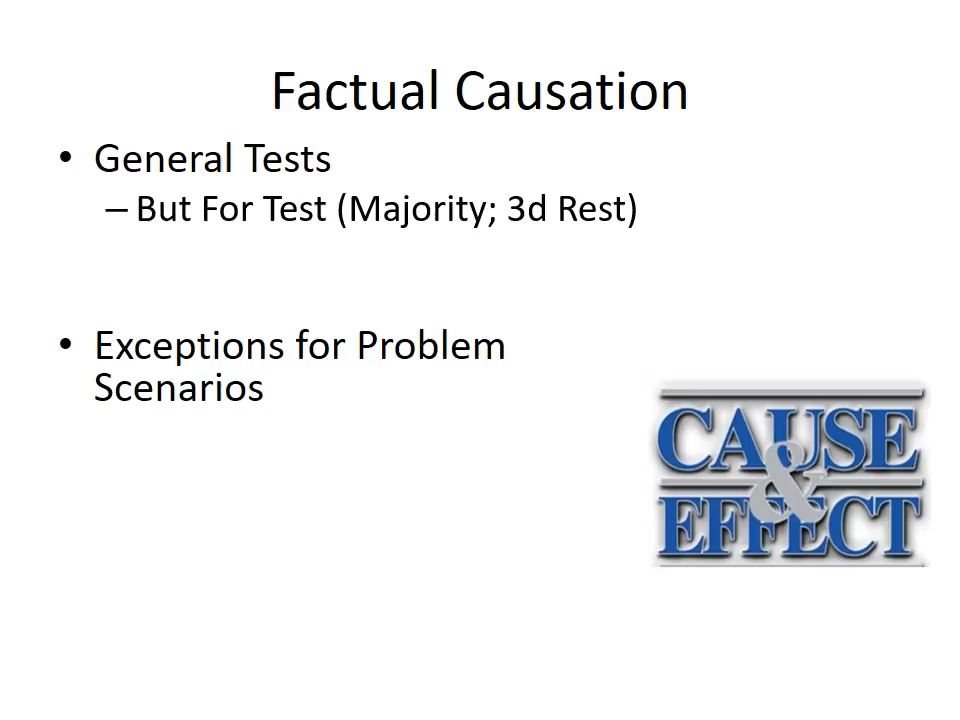 Factual Causation
• General Tests
– But For Test (Majority; 3d Rest)
• Exceptions for Problem
Scenarios
CAUSE
&
EFFECT